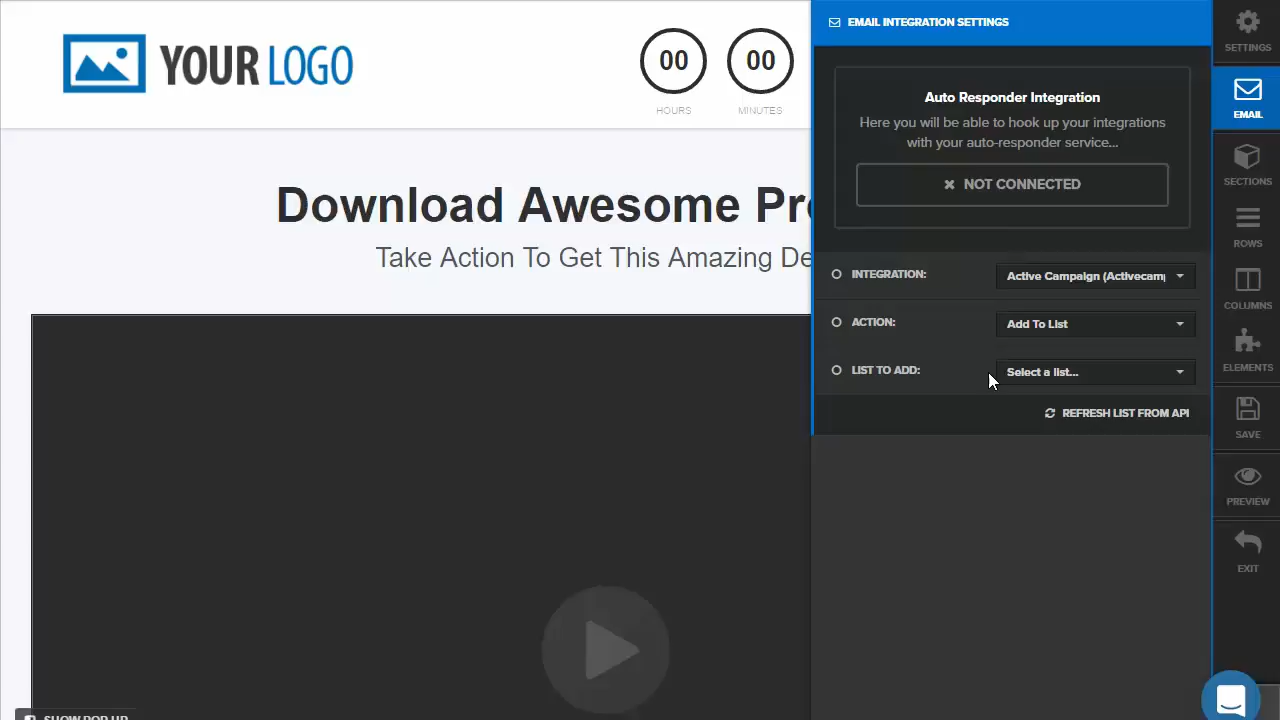 YOUR LOGO
00
00
HOURS
MINUTES
Download Awesome Pr
Take Action To Get This Amazing De
SHOW POP UP
EMAIL INTEGRATION SETTINGS
Auto Responder Integration
Here you will be able to hook up your integrations
with your auto-responder service...
NOT CONNECTED
INTEGRATION:
Active Campaign (Activecam
ACTION:
Add To List
LIST TO ADD:
Select a list...
REFRESH LIST FROM API
SETTINGS
EMAIL
SECTIONS
ROWS
COLUMNS
ELEMENTS
SAVE
PREVIEW
EXIT